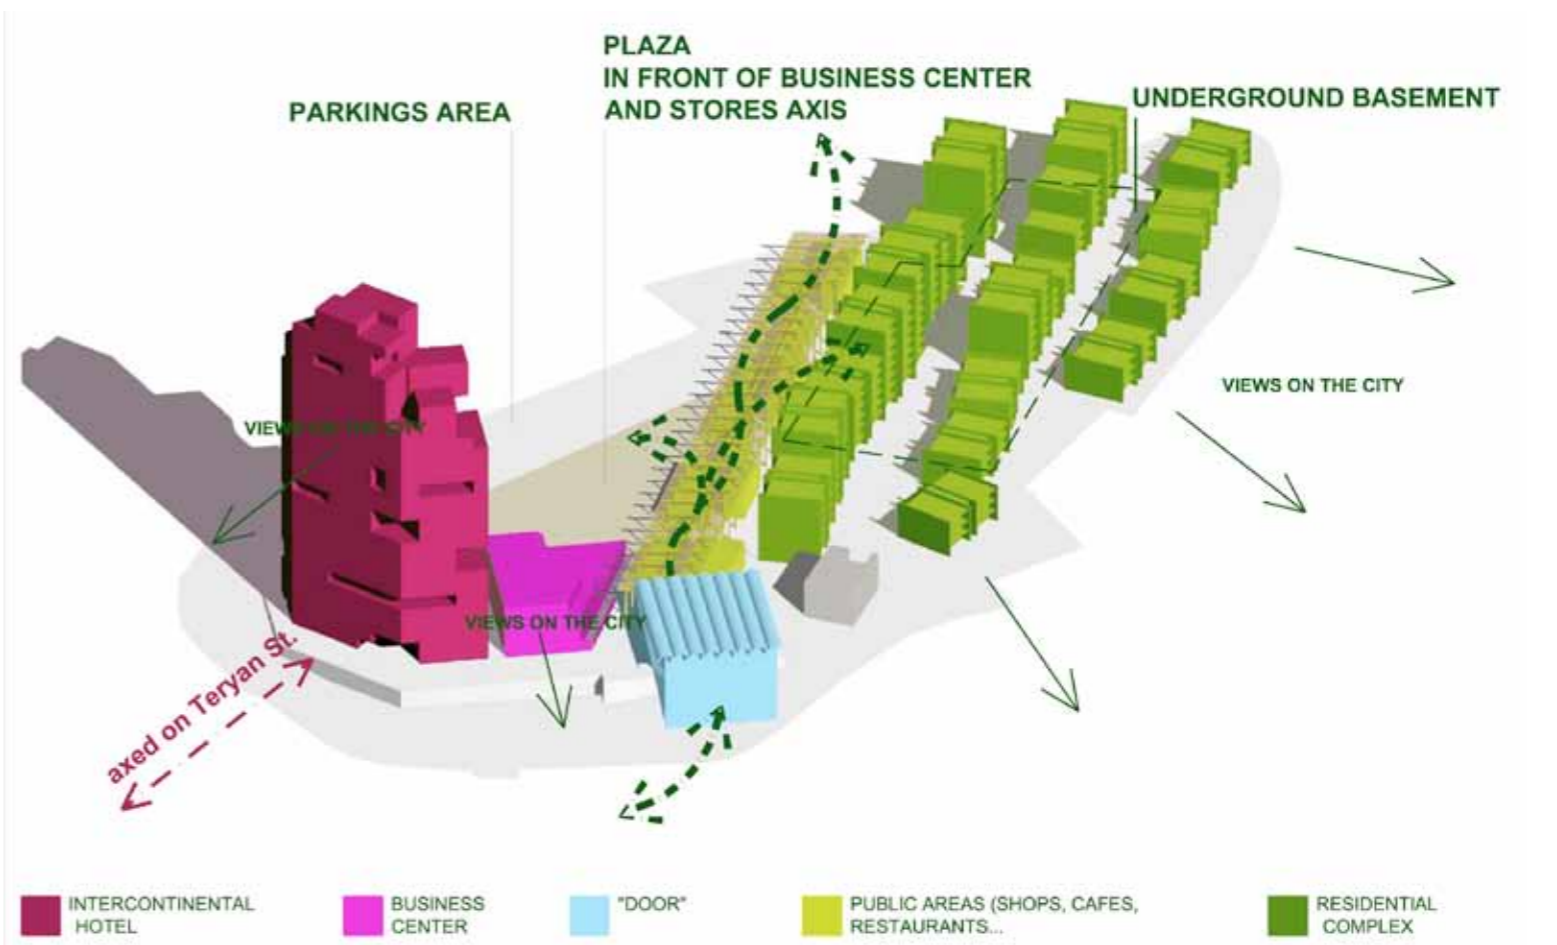 PLAZA
IN FRONT OF BUSINESS CENTER
AND STORES AXIS
PARKINGS AREA
UNDERGROUND BASEMENT
VIEWS ON THE CITY
VIEWS ON THE CITY
VIEWS ON THE CITY
axed on Teryan St.
INTERCONTINENTAL
HOTEL
BUSINESS
CENTER
"DOOR"
PUBLIC AREAS (SHOPS, CAFES,
RESTAURANTS...
RESIDENTIAL
COMPLEX